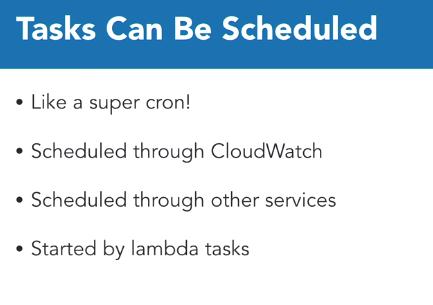 Tasks Can Be Scheduled
• Like a super cron!
• Scheduled through CloudWatch
• Scheduled through other services
• Started by lambda tasks